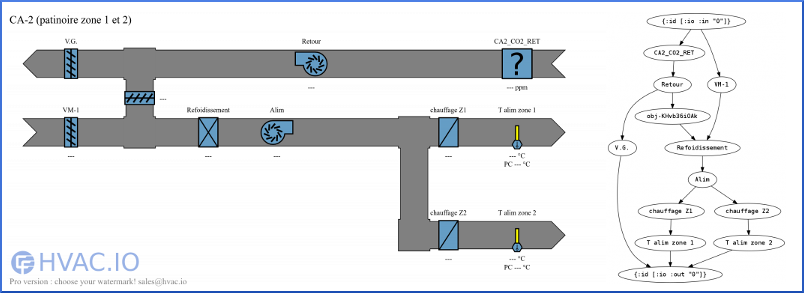 CA-2 (patinoire zone 1 et 2)
V.G.
Retour
CA2_CO2_RET
?
---
--- ppm
---
VM-1
Refoidissement
Alim
chauffage Z1
T alim zone 1
---
---
---
---
--- °C
PC --- °C
chauffage Z2
T alim zone 2
---
--- °C
PC --- °C
HVAC.IO
Pro version : choose your watermark! sales@hvac.io
{:id [:io :in "0"]}
CA2_CO2_RET
Retour
VM-1
obj-KHvb3GiOAk
V.G.
Refoidissement
Alim
chauffage Z1
chauffage Z2
T alim zone 1
T alim zone 2
{:id [:io :out "0"]}